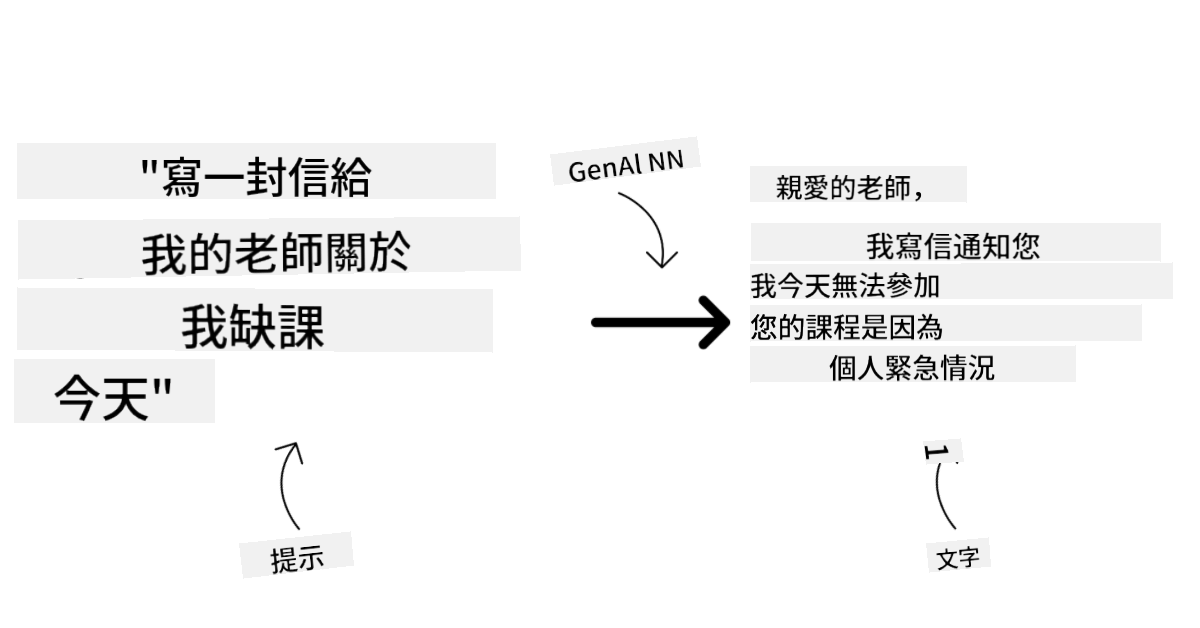 "寫一封信給
我的老師關於
我缺課
今天"
GenAl NN
親愛的老師，
我寫信通知您
我今天無法參加
您的課程是因為
個人緊急情況
1
提示
文字